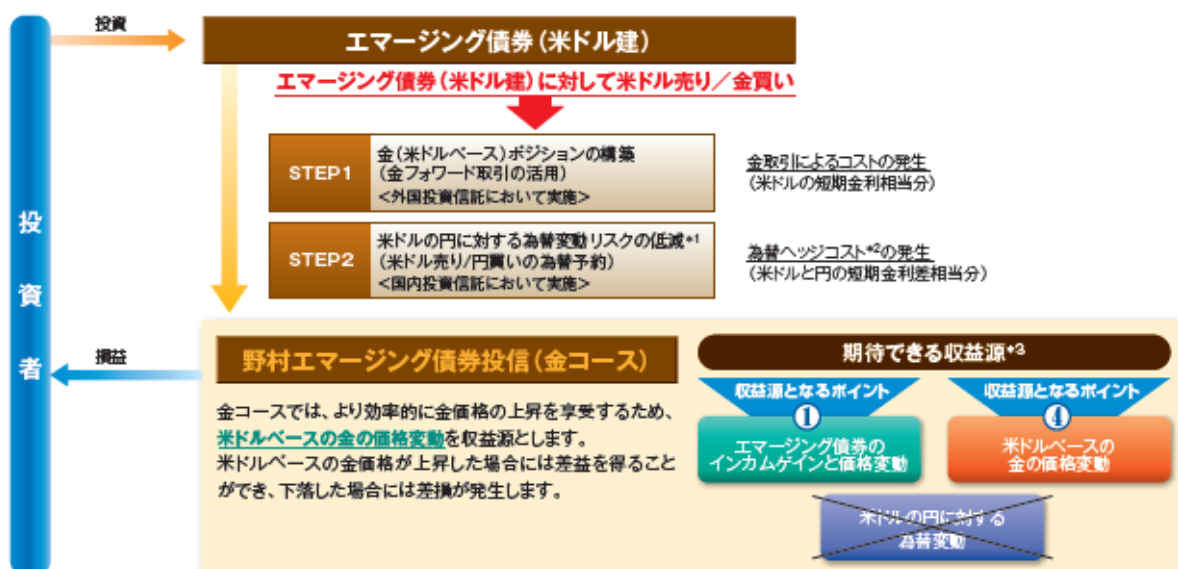 投資
エマージング債券（米ドル建）
エマージング債券（米ドル建）に対して米ドル売り／金買い
STEP1
金（米ドルベース）ポジションの構築
（金フォワード取引の活用）
<外国投資信託において実施>
金取引によるコストの発生
（米ドルの短期金利相当分）
STEP2
米ドルの円に対する為替変動リスクの低減*1
（米ドル売り/円買いの為替予約）
<国内投資信託において実施>
為替ヘッジコスト*2の発生
（米ドルと円の短期金利差相当分）
投資者
損益
野村エマージング債券投信（金コース）
金コースでは、より効率的に金価格の上昇を享受するため、
米ドルベースの金の価格変動を収益源とします。
米ドルベースの金価格が上昇した場合には差益を得ること
ができ、下落した場合には差損が発生します。
期待できる収益源*3
収益源となるポイント
①
エマージング債券の
インカムゲインと価格変動
収益源となるポイント
④
米ドルベースの
金の価格変動
米ドルの円に対する
為替変動